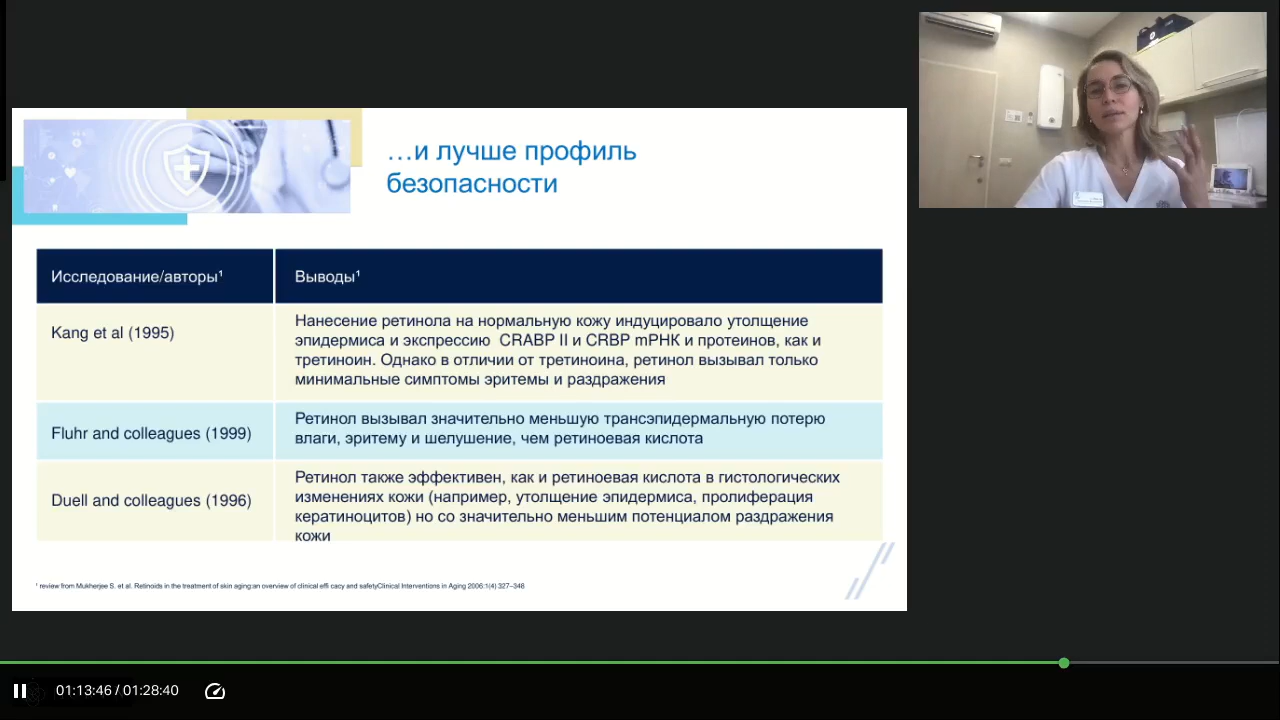 …и лучше профиль
безопасности
Исследование/авторы¹
Выводы¹
Kang et al (1995)
Нанесение ретинола на нормальную кожу индуцировало утолщение
эпидермиса и экспрессию CRABP II и CRBP mРНК и протеинов, как и
третиноин. Однако в отличии от третиноина, ретинол вызывал только
минимальные симптомы эритемы и раздражения
Fluhr and colleagues (1999)
Ретинол вызывал значительно меньшую трансэпидермальную потерю
влаги, эритему и шелушение, чем ретиноевая кислота
Duell and colleagues (1996)
Ретинол также эффективен, как и ретиноевая кислота в гистологических
изменениях кожи (например, утолщение эпидермиса, пролиферация
кератиноцитов) но со значительно меньшим потенциалом раздражения
кожи
¹ review from Mukherjee S. et al. Retinoids in the treatment of skin aging:an overview of clinical effi cacy and safetyClinical Interventions in Aging 2006:1(4) 327–348
01:13:46 / 01:28:40